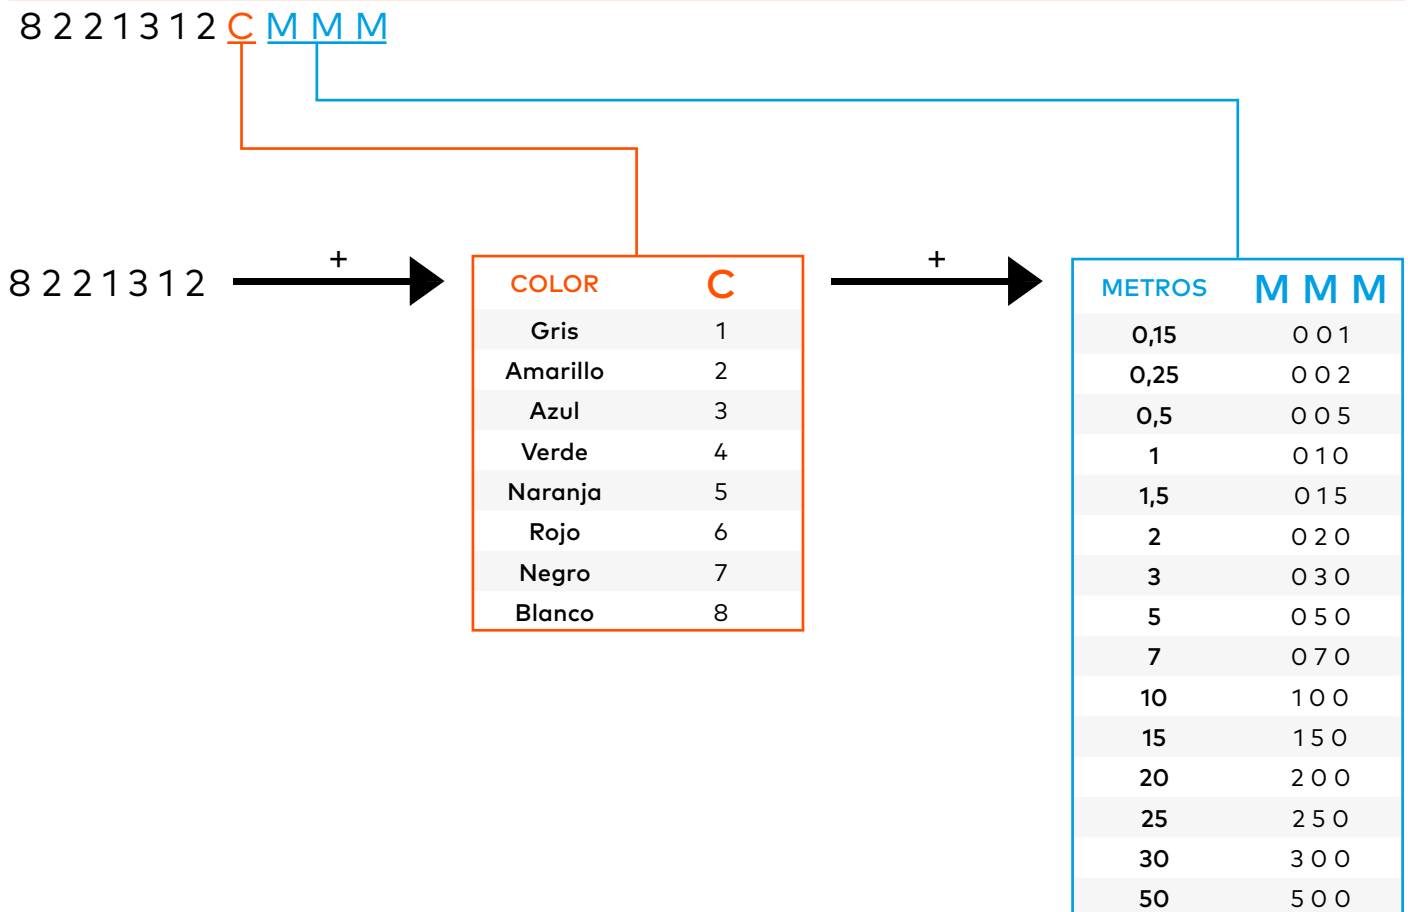 8 2 2 1 3 1 2 C M M M
8 2 2 1 3 1 2
+
+
COLOR C
Gris 1
Amarillo 2
Azul 3
Verde 4
Naranja 5
Rojo 6
Negro 7
Blanco 8
METROS M M M
0,15 0 0 1
0,25 0 0 2
0,5 0 0 5
1 0 1 0
1,5 0 1 5
2 0 2 0
3 0 3 0
5 0 5 0
7 0 7 0
10 1 0 0
15 1 5 0
20 2 0 0
25 2 5 0
30 3 0 0
50 5 0 0